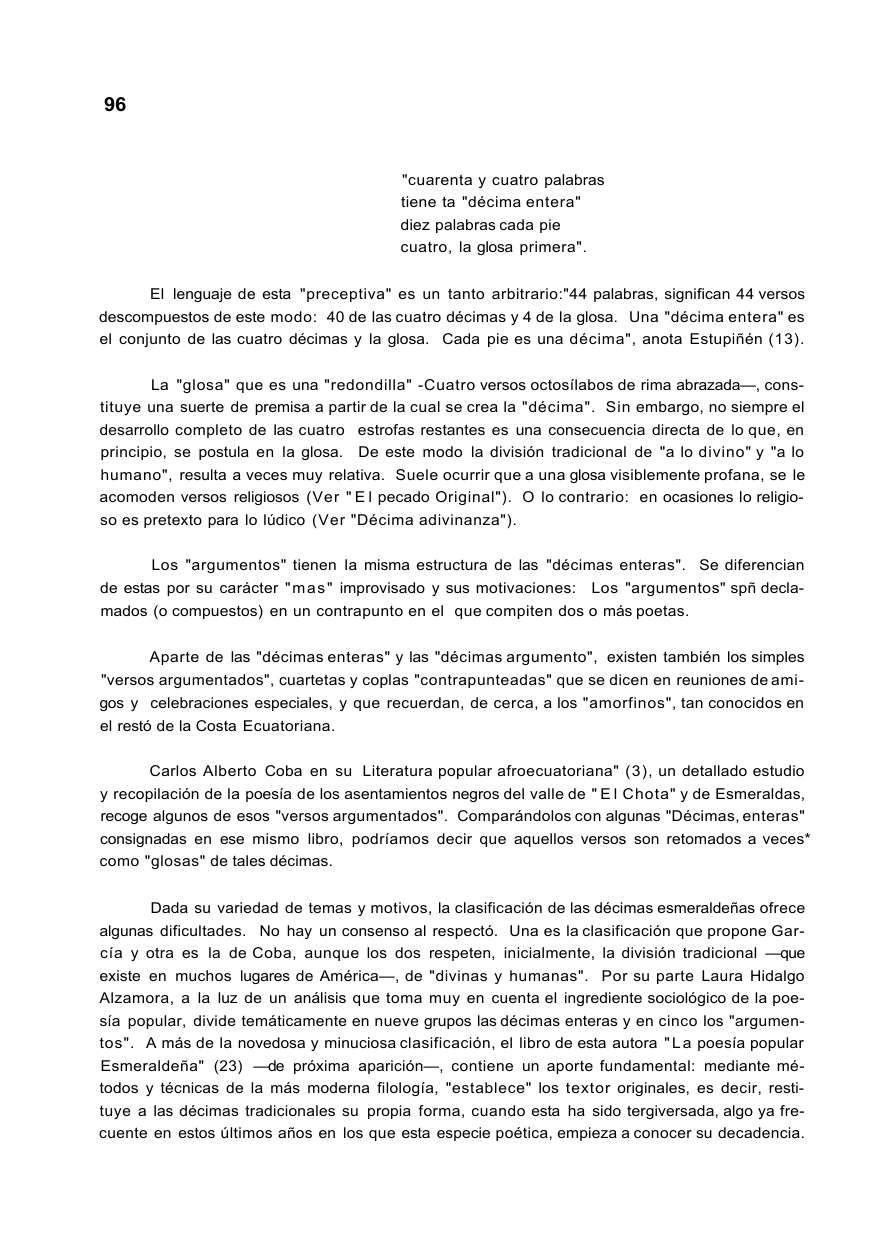 96
"cuarenta y cuatro palabras
tiene ta "décima entera"
diez palabras cada pie
cuatro, la glosa primera".
El lenguaje de esta "preceptiva" es un tanto arbitrario:"44 palabras, significan 44 versos
descompuestos de este modo: 40 de las cuatro décimas y 4 de la glosa. Una "décima entera" es
el conjunto de las cuatro décimas y la glosa. Cada pie es una décima", anota Estupiñén (13).
La "glosa" que es una "redondilla" -Cuatro versos octosílabos de rima abrazada—, cons-
tituye una suerte de premisa a partir de la cual se crea la "décima". Sin embargo, no siempre el
desarrollo completo de las cuatro estrofas restantes es una consecuencia directa de lo que, en
principio, se postula en la glosa. De este modo la división tradicional de "a lo divino" y "a lo
humano", resulta a veces muy relativa. Suele ocurrir que a una glosa visiblemente profana, se le
acomoden versos religiosos (Ver "El pecado Original"). O lo contrario: en ocasiones lo religio-
so es pretexto para lo lúdico (Ver "Décima adivinanza").
Los "argumentos" tienen la misma estructura de las "décimas enteras". Se diferencian
de estas por su carácter "mas" improvisado y sus motivaciones: Los "argumentos" spñ decla-
mados (o compuestos) en un contrapunto en el que compiten dos o más poetas.
Aparte de las "décimas enteras" y las "décimas argumento", existen también los simples
"versos argumentados", cuartetas y coplas "contrapunteadas" que se dicen en reuniones de ami-
gos y celebraciones especiales, y que recuerdan, de cerca, a los "amorfinos", tan conocidos en
el restó de la Costa Ecuatoriana.
Carlos Alberto Coba en su Literatura popular afroecuatoriana" (3), un detallado estudio
y recopilación de la poesía de los asentamientos negros del valle de "El Chota" y de Esmeraldas,
recoge algunos de esos "versos argumentados". Comparándolos con algunas "Décimas, enteras"
consignadas en ese mismo libro, podríamos decir que aquellos versos son retomados a veces*
como "glosas" de tales décimas.
Dada su variedad de temas y motivos, la clasificación de las décimas esmeraldeñas ofrece
algunas dificultades. No hay un consenso al respectó. Una es la clasificación que propone Gar-
cía y otra es la de Coba, aunque los dos respeten, inicialmente, la división tradicional —que
existe en muchos lugares de América—, de "divinas y humanas". Por su parte Laura Hidalgo
Alzamora, a la luz de un análisis que toma muy en cuenta el ingrediente sociológico de la poe-
sía popular, divide temáticamente en nueve grupos las décimas enteras y en cinco los "argumen-
tos". A más de la novedosa y minuciosa clasificación, el libro de esta autora "La poesía popular
Esmeraldeña" (23) —de próxima aparición—, contiene un aporte fundamental: mediante mé-
todos y técnicas de la más moderna filología, "establece" los textor originales, es decir, resti-
tuye a las décimas tradicionales su propia forma, cuando esta ha sido tergiversada, algo ya fre-
cuente en estos últimos años en los que esta especie poética, empieza a conocer su decadencia.